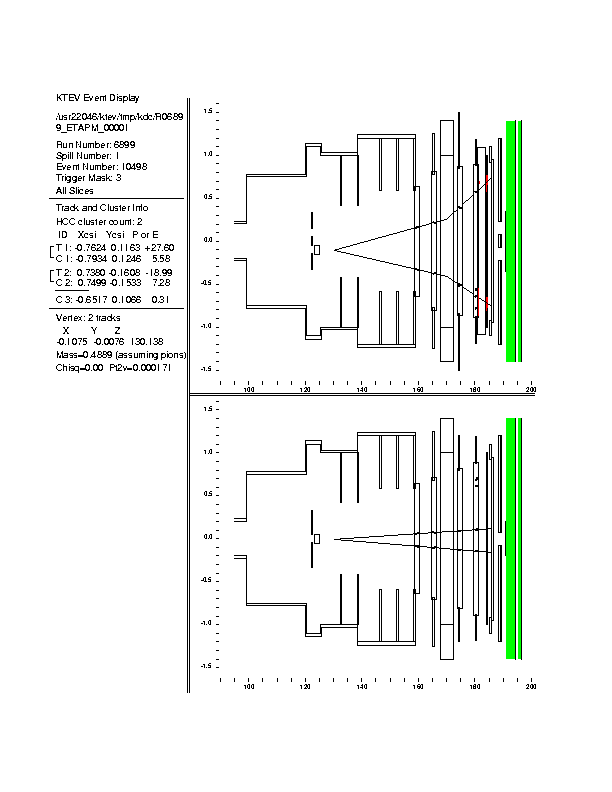 KTEV Event Display
/usr22046/ktev/tmp/kdc/R0689
9_ETAPM_00001
Run Number: 6899
Spill Number: 1
Event Number: 10498
Trigger Mask: 3
All Slices
Track and Cluster Info
HCC cluster count: 2
ID Xcsi Ycsi P or E
T 1: -0.7624 0.1163 +27.60
C 1: -0.7934 0.1246 5.58
T 2: 0.7380 -0.1608 -18.99
C 2: 0.7499 -0.1533 7.28
C 3: -0.6517 0.1066 0.31
Vertex: 2 tracks
X Y Z
-0.1075 -0.0076 130.138
Mass=0.4889 (assuming pions)
Chisq=0.00 Pt2v=0.000171
1.5
1.0
0.5
0.0
-0.5
-1.0
-1.5
100 120 140 160 180 200
1.5
1.0
0.5
0.0
-0.5
-1.0
-1.5
100 120 140 160 180 200